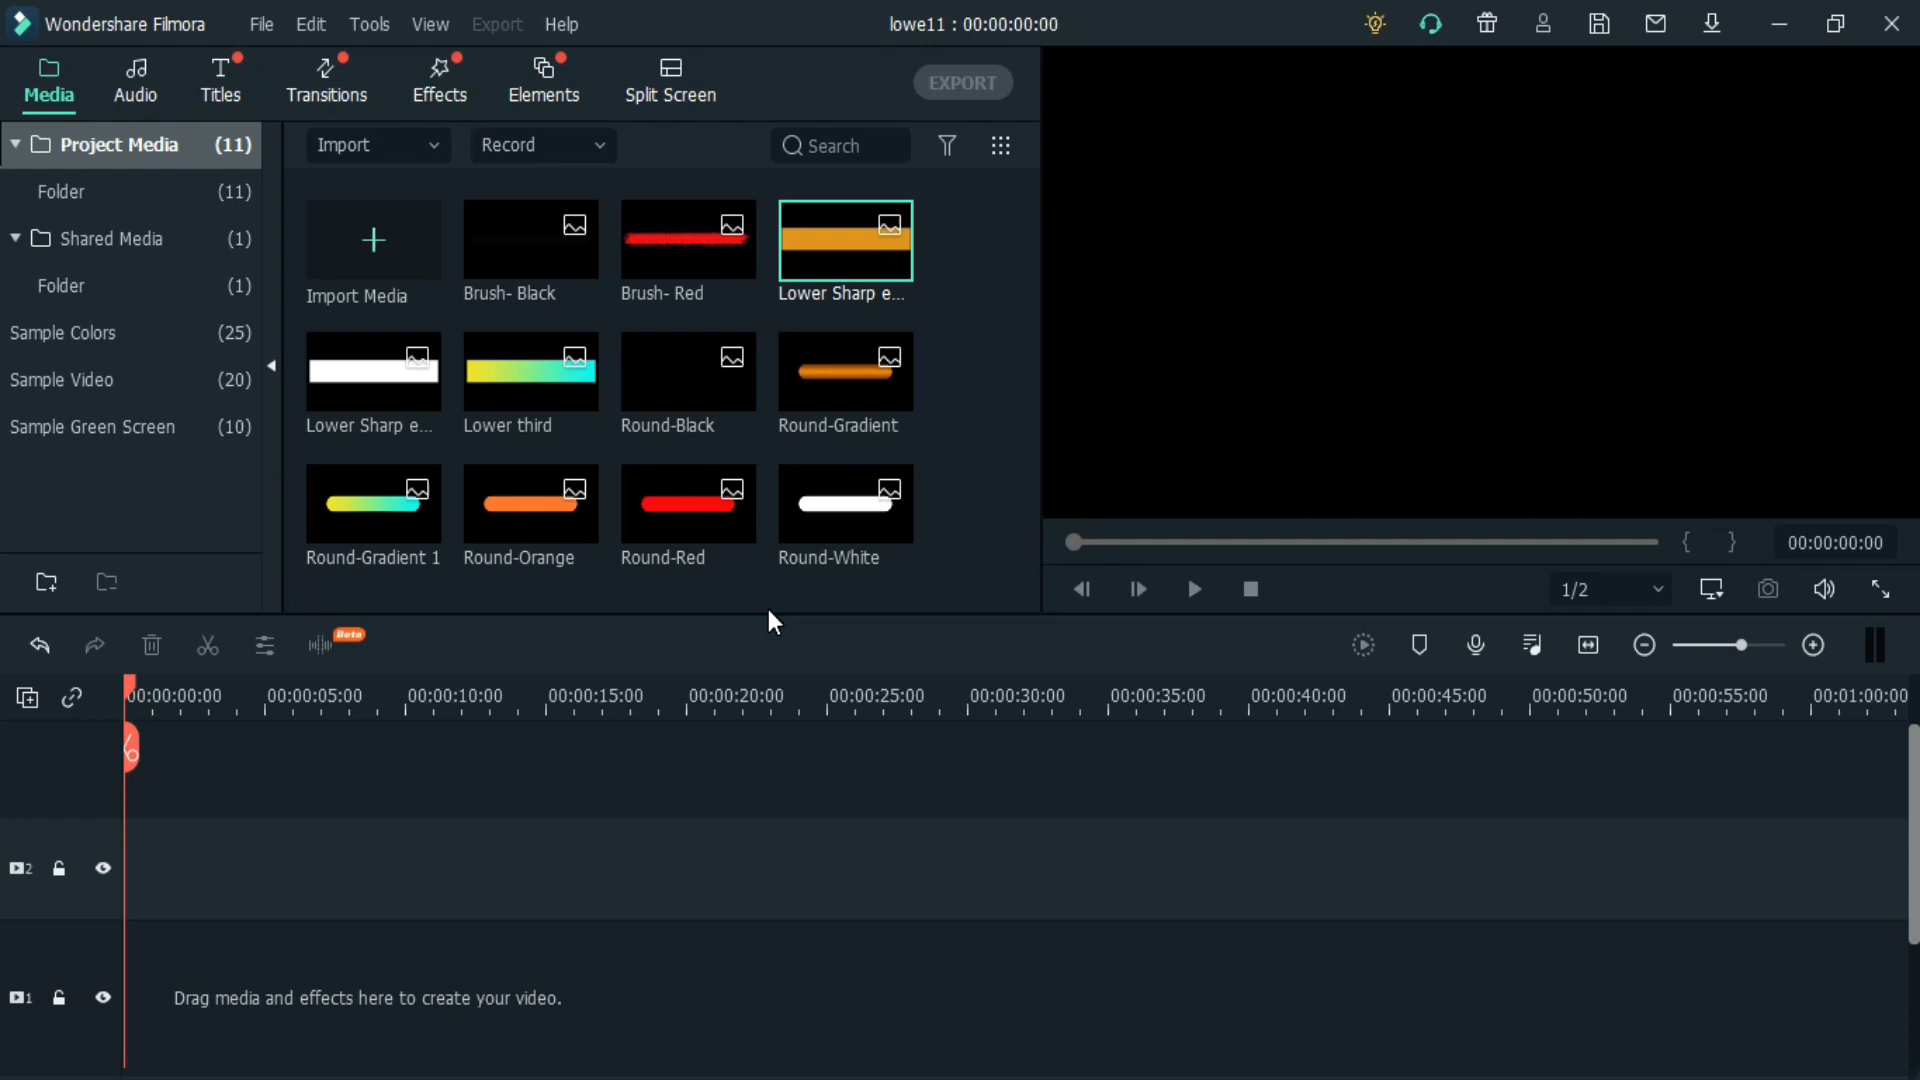 Wondershare Filmora File Edit Tools View Export Help lowe11 : 00:00:00:00
Media Audio Titles Transitions Effects Elements Split Screen EXPORT
Project Media (11)
Folder (11)
Shared Media (1)
Folder (1)
Sample Colors (25)
Sample Video (20)
Sample Green Screen (10)
Import Record Search
Import Media Brush- Black Brush- Red Lower Sharp e...
Lower Sharp e... Lower third Round-Black Round-Gradient
Round-Gradient 1 Round-Orange Round-Red Round-White
{ } 00:00:00:00
1/2
Beta
00:00:00:00 00:00:05:00 00:00:10:00 00:00:15:00 00:00:20:00 00:00:25:00 00:00:30:00 00:00:35:00 00:00:40:00 00:00:45:00 00:00:50:00 00:00:55:00 00:01:00:00
2
1 Drag media and effects here to create your video.